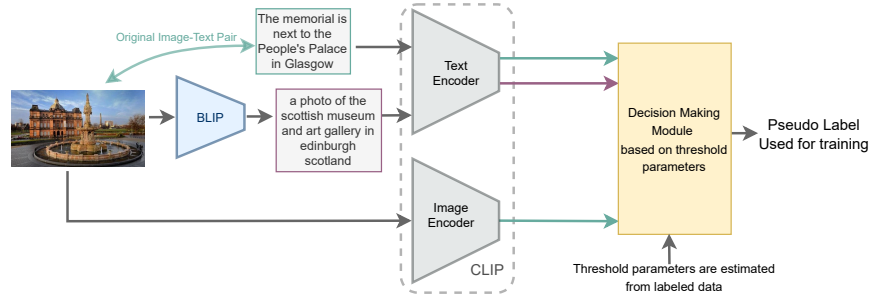 Original Image-Text Pair
The memorial is
next to the
People's Palace
in Glasgow
BLIP
a photo of the
scottish museum
and art gallery in
edinburgh
scotland
Text
Encoder
Image
Encoder
CLIP
Decision Making
Module
based on threshold
parameters
Pseudo Label
Used for training
Threshold parameters are estimated
from labeled data